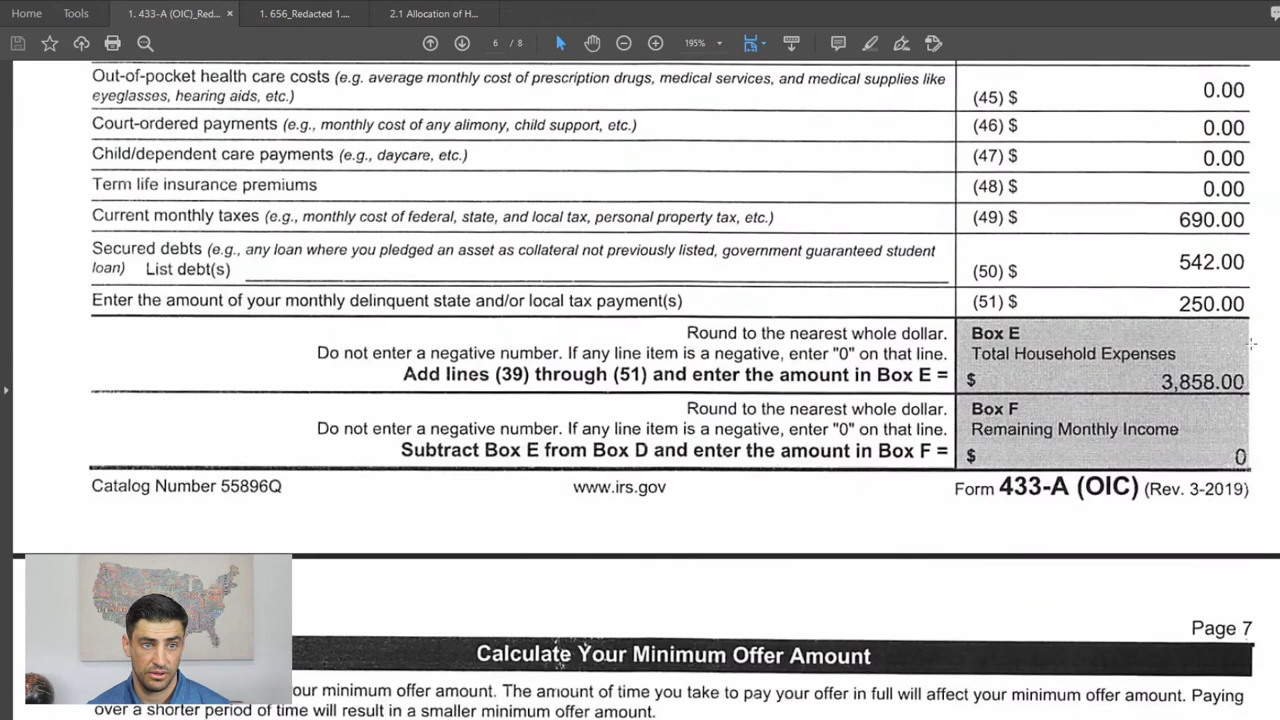 Home Tools 1. 433-A (OIC)_Red... × 1. 656_Redacted 1.... 2.1 Allocation of H...
6 / 8 195%
Out-of-pocket health care costs (e.g. average monthly cost of prescription drugs, medical services, and medical supplies like
eyeglasses, hearing aids, etc.) (45) $ 0.00
Court-ordered payments (e.g., monthly cost of any alimony, child support, etc.) (46) $ 0.00
Child/dependent care payments (e.g., daycare, etc.) (47) $ 0.00
Term life insurance premiums (48) $ 0.00
Current monthly taxes (e.g., monthly cost of federal, state, and local tax, personal property tax, etc.) (49) $ 690.00
Secured debts (e.g., any loan where you pledged an asset as collateral not previously listed, government guaranteed student
loan) List debt(s) (50) $ 542.00
Enter the amount of your monthly delinquent state and/or local tax payment(s) (51) $ 250.00
Round to the nearest whole dollar. Box E
Do not enter a negative number. If any line item is a negative, enter "0" on that line. Total Household Expenses
Add lines (39) through (51) and enter the amount in Box E = $ 3,858.00
Round to the nearest whole dollar. Box F
Do not enter a negative number. If any line item is a negative, enter "0" on that line. Remaining Monthly Income
Subtract Box E from Box D and enter the amount in Box F = $ 0
Catalog Number 55896Q www.irs.gov Form 433-A (OIC) (Rev. 3-2019)
Page 7
Calculate Your Minimum Offer Amount
our minimum offer amount. The amount of time you take to pay your offer in full will affect your minimum offer amount. Paying
over a shorter period of time will result in a smaller minimum offer amount.